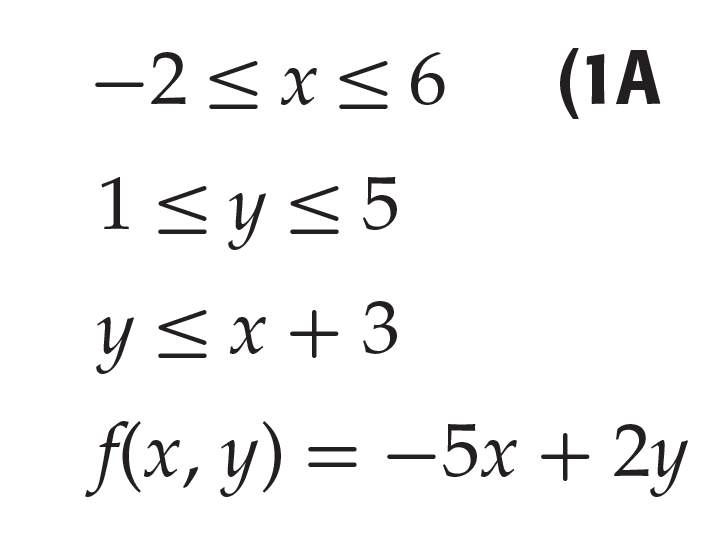 −2 ≤ x ≤ 6 (1A
1 ≤ y ≤ 5
y ≤ x + 3
f(x, y) = −5x + 2y